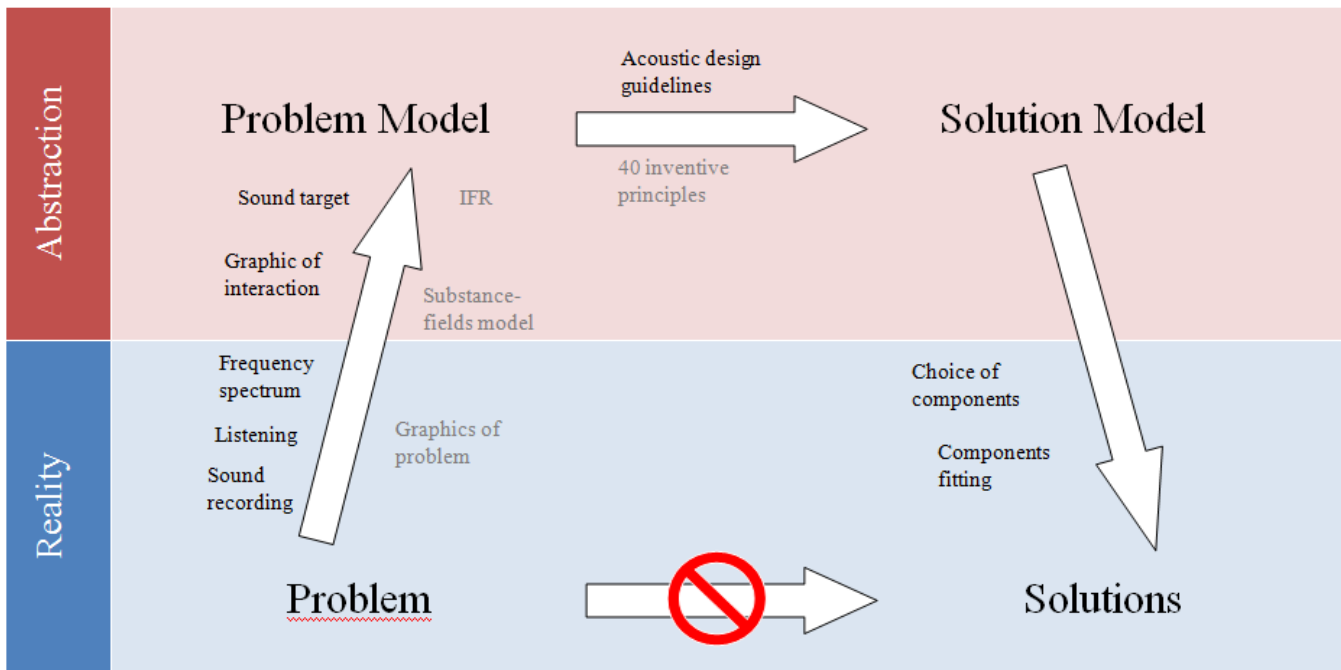 Abstraction
Acoustic design
guidelines
Problem Model
Solution Model
40 inventive
principles
Sound target
IFR
Graphic of
interaction
Substance-
fields model
Reality
Frequency
spectrum
Listening
Sound
recording
Graphics of
problem
Choice of
components
Components
fitting
Problem
Solutions